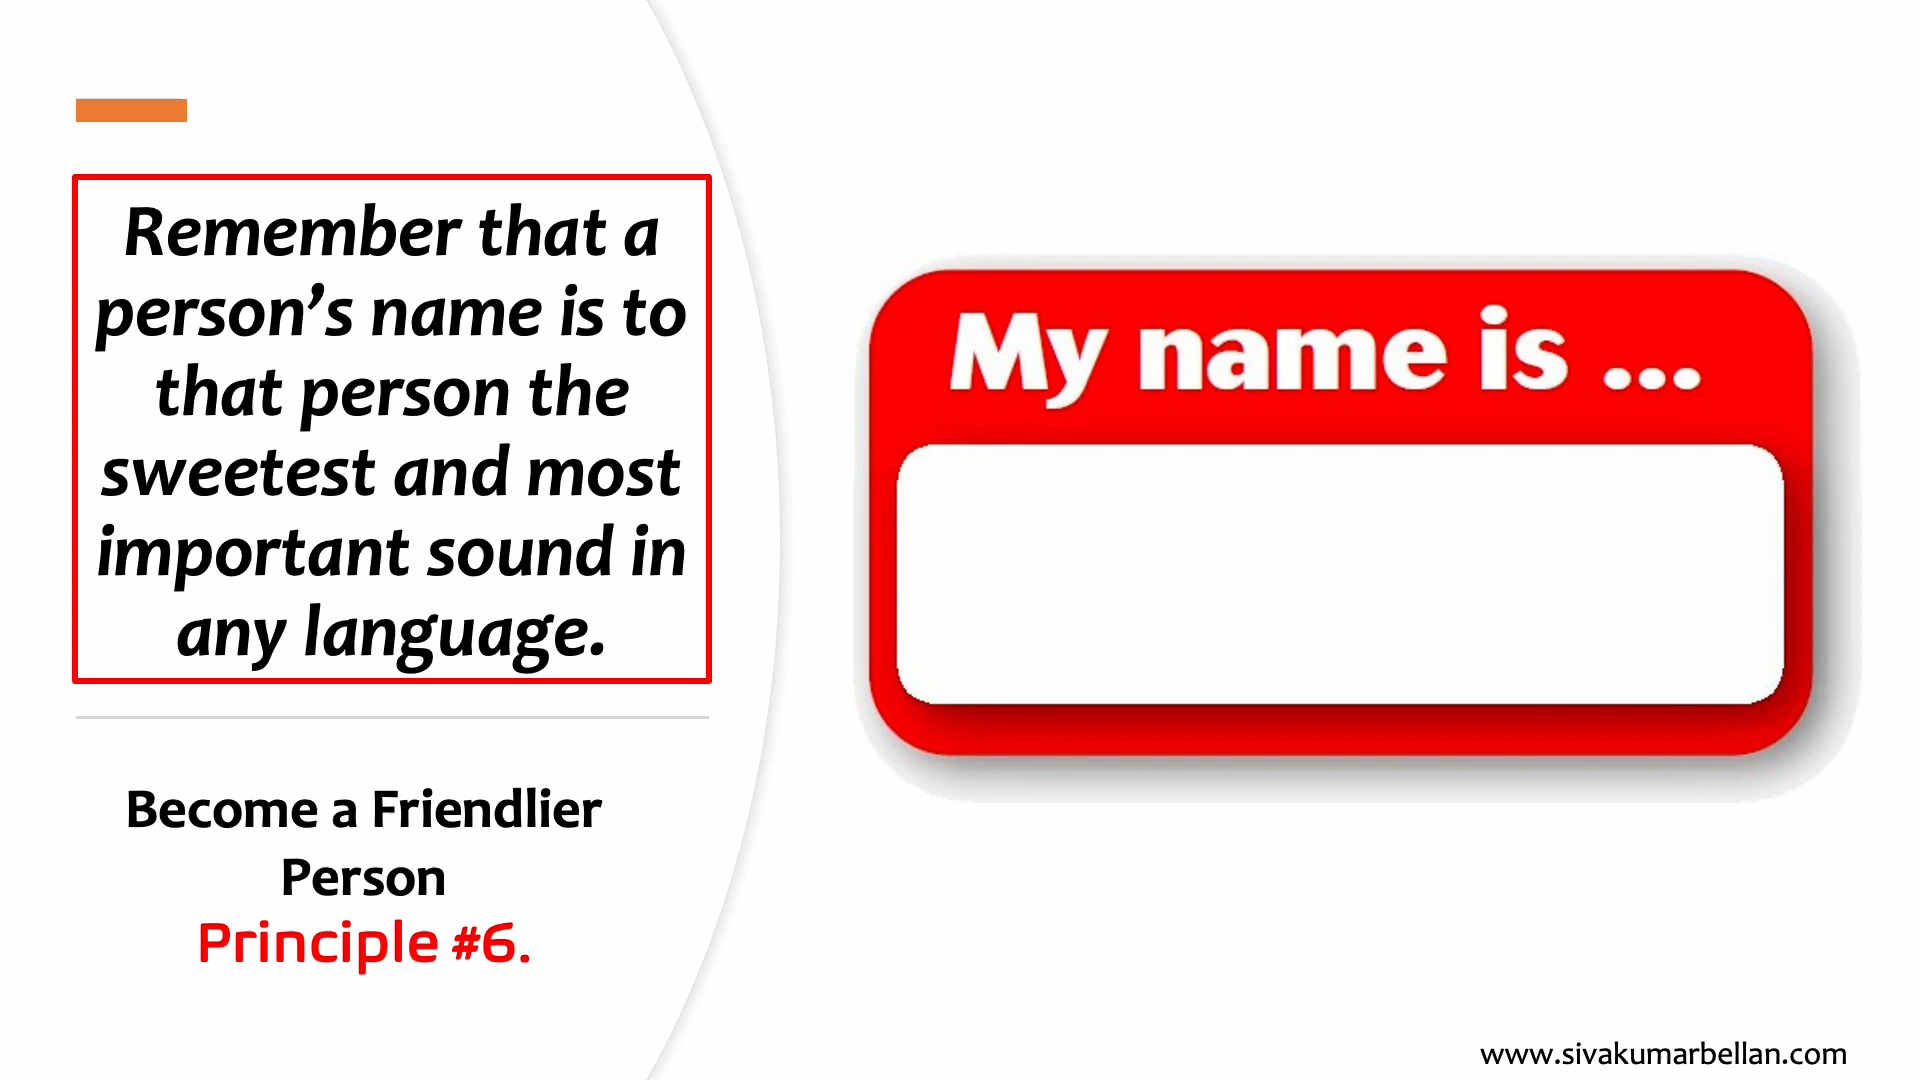 Remember that a
person’s name is to
that person the
sweetest and most
important sound in
any language.
Become a Friendlier
Person
Principle #6.
My name is ...
www.sivakumarbellan.com